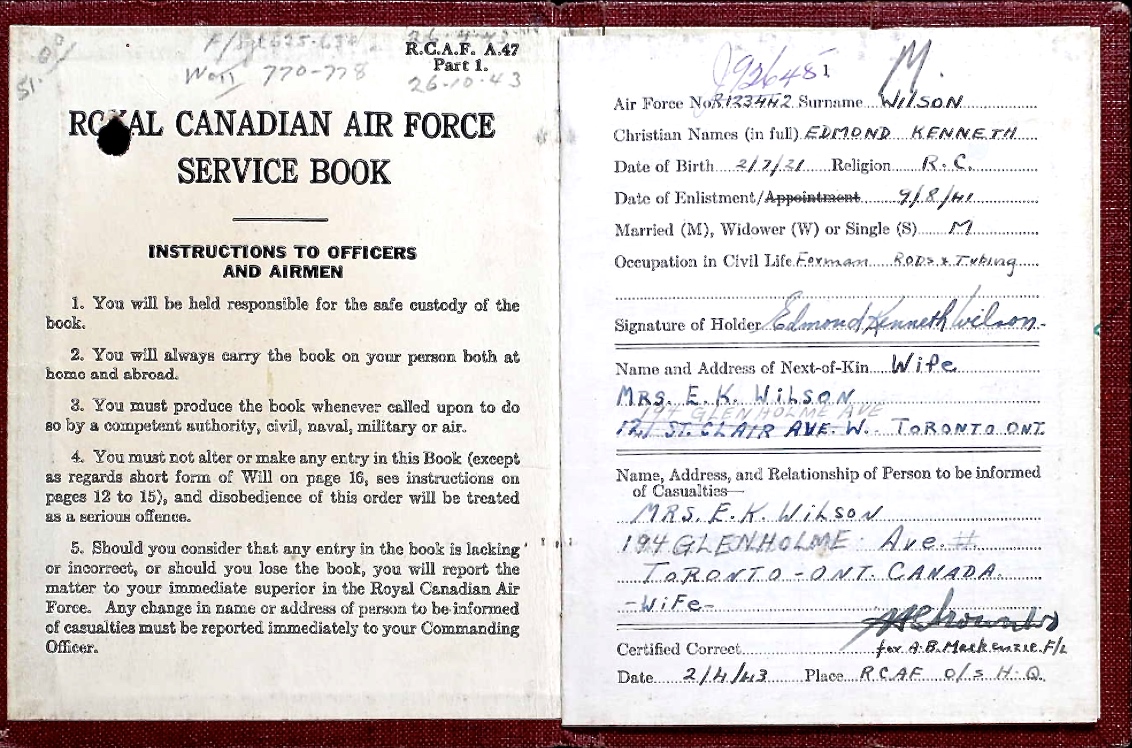 26-4-43
F/Sgt 625-634/
R.C.A.F. A.47
Part 1.
WOII 770-778
26-10-43
ROYAL CANADIAN AIR FORCE
SERVICE BOOK
INSTRUCTIONS TO OFFICERS
AND AIRMEN
1. You will be held responsible for the safe custody of the
book.
2. You will always carry the book on your person both at
home and abroad.
3. You must produce the book whenever called upon to do
so by a competent authority, civil, naval, military or air.
4. You must not alter or make any entry in this Book (except
as regards short form of Will on page 16, see instructions on
pages 12 to 15), and disobedience of this order will be treated
as a serious offence.
5. Should you consider that any entry in the book is lacking
or incorrect, or should you lose the book, you will report the
matter to your immediate superior in the Royal Canadian Air
Force. Any change in name or address of person to be informed
of casualties must be reported immediately to your Commanding
Officer.
J92648 1 M.
Air Force No. R123442 Surname WILSON
Christian Names (in full) EDMOND KENNETH
Date of Birth 2/7/21 Religion R.C.
Date of Enlistment/Appointment 9/8/41
Married (M), Widower (W) or Single (S) M
Occupation in Civil Life Forman Rods & Tubing
Signature of Holder Edmond Kenneth Wilson
Name and Address of Next-of-Kin Wife
MRS. E. K. WILSON
194 GLENHOLME AVE
121 ST. CLAIR AVE. W. TORONTO ONT.
Name, Address, and Relationship of Person to be informed
of Casualties—
MRS. E. K. WILSON
194 GLENHOLME Ave.
TORONTO - ONT. CANADA.
-WiFe-
Certified Correct for A.B. Mackenzie. F/L
Date 2/4/43 Place RCAF O/S H.Q.